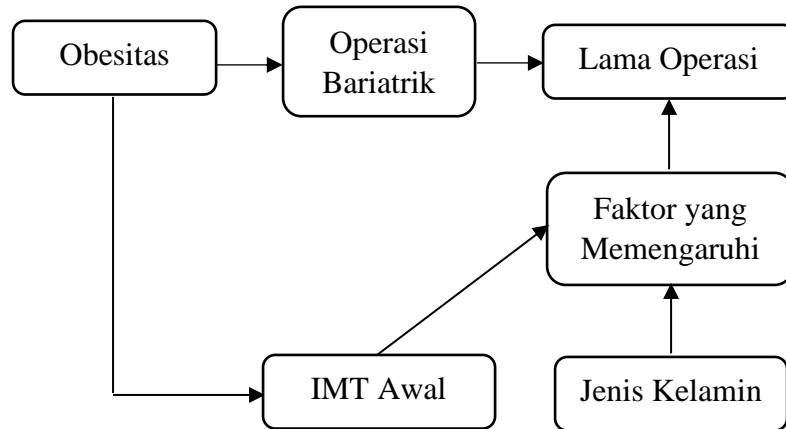 Obesitas
Operasi
Bariatrik
Lama Operasi
Faktor yang
Memengaruhi
IMT Awal
Jenis Kelamin